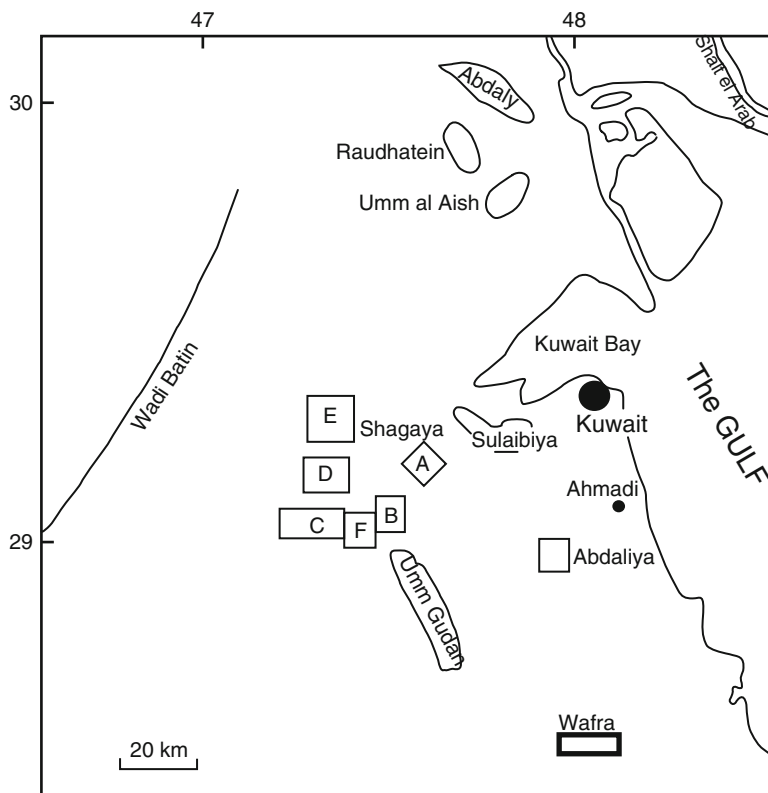 47
48
30
Abdaly
Shatt el Arab
Raudhatein
Umm al Aish
Wadi Batin
Kuwait Bay
The GULF
E
Shagaya
Kuwait
Sulaibiya
A
D
Ahmadi
B
C
F
29
Abdaliya
Umm Gudan
Wafra
20 km